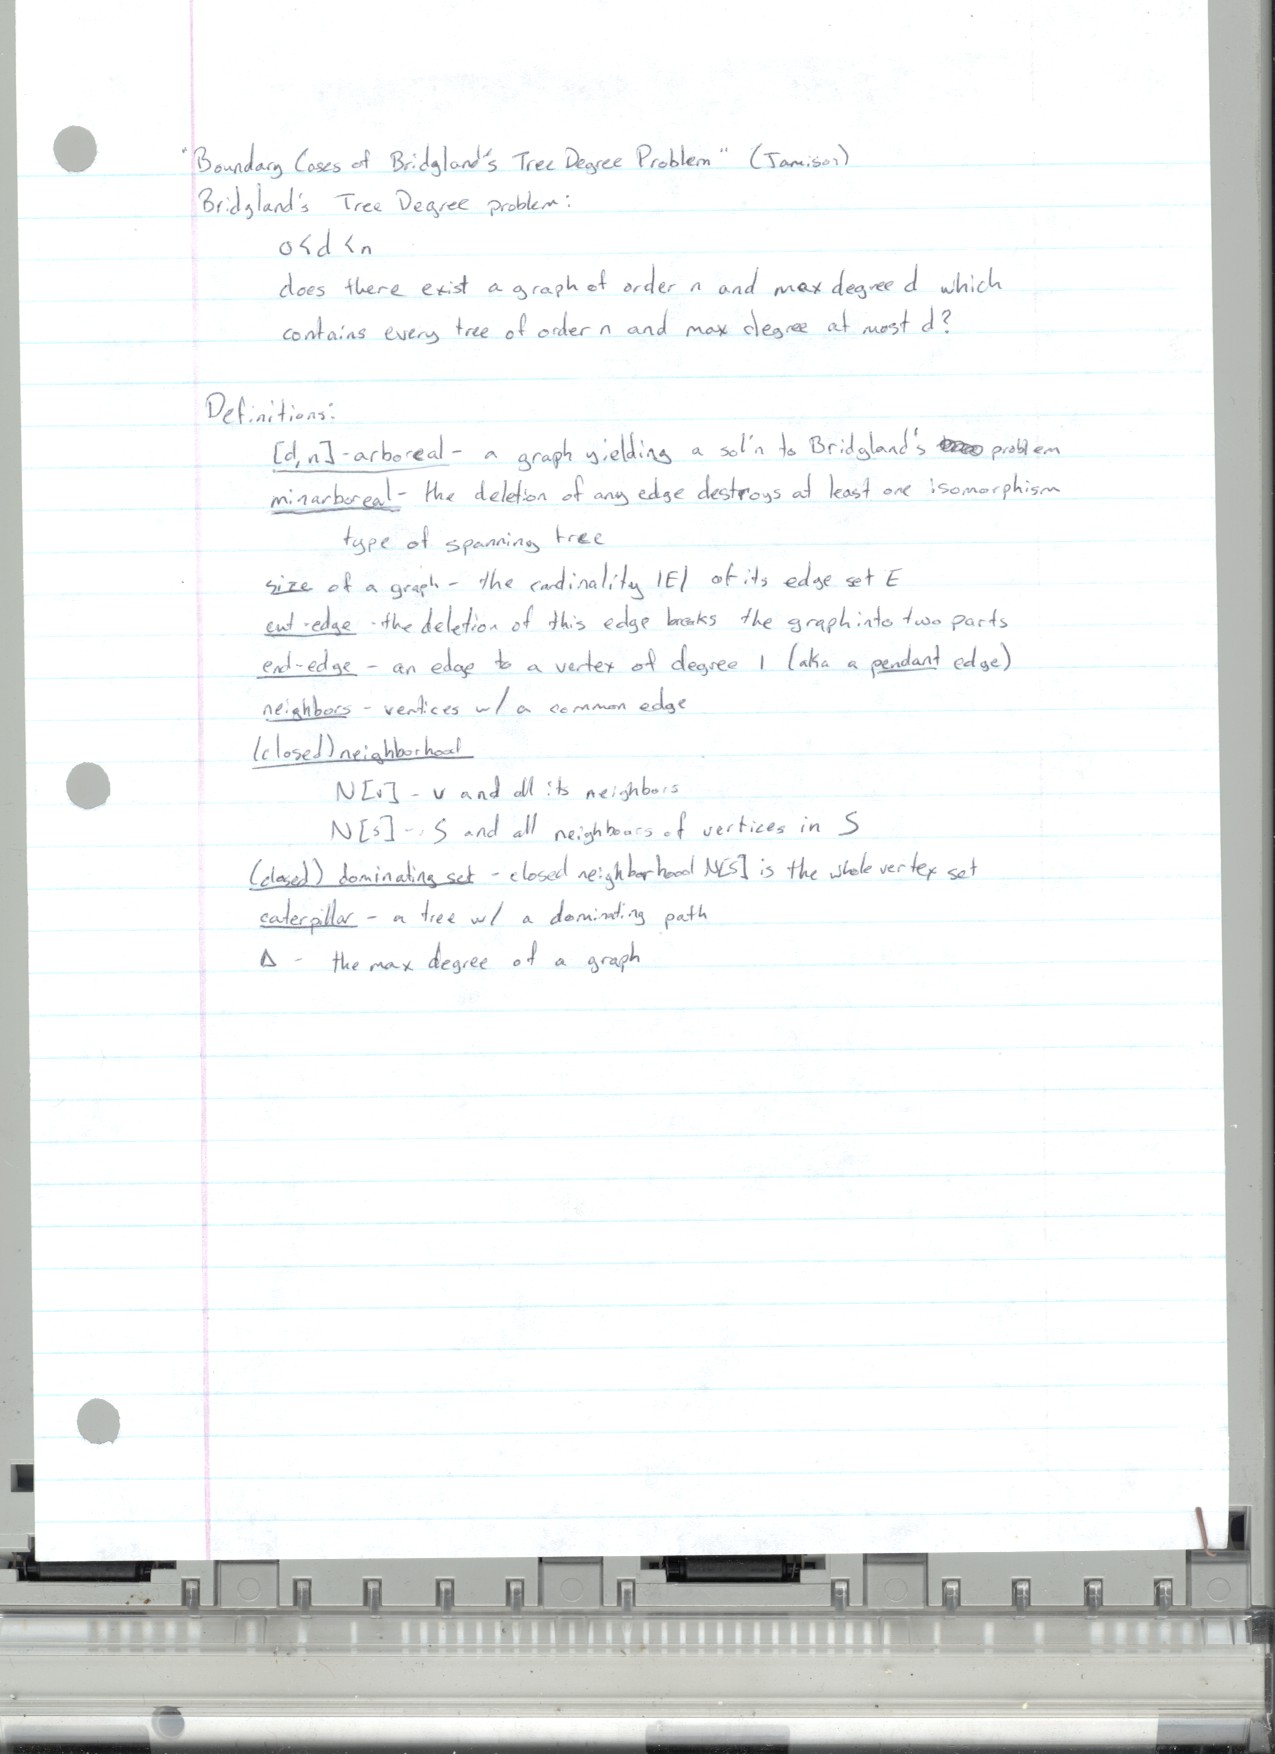 "Boundary Cases of Bridgland's Tree Degree Problem" (Jamison)
Bridgland's Tree Degree problem:
0<d<n
does there exist a graph of order n and max degree d which
contains every tree of order n and max degree at most d?
Definitions:
[d,n]-arboreal - a graph yielding a sol'n to Bridgland's problem
minarboreal - the deletion of any edge destroys at least one isomorphism
type of spanning tree
size of a graph - the cardinality |E| of its edge set E
cut-edge - the deletion of this edge breaks the graph into two parts
end-edge - an edge to a vertex of degree 1 (aka a pendant edge)
neighbors - vertices w/ a common edge
(closed) neighborhood
N[v] - v and all its neighbors
N[S] - S and all neighbours of vertices in S
(closed) dominating set - closed neighborhood N[S] is the whole vertex set
caterpillar - a tree w/ a dominating path
Δ - the max degree of a graph